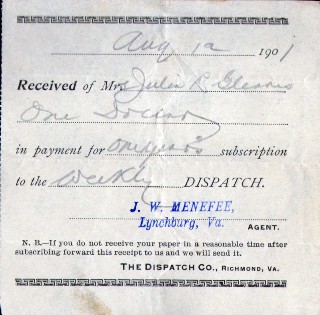 Aug 12 1901
Received of Mrs Julia R
One Dollar
in payment for one year's subscription
to the Weekly DISPATCH.
J. W. MENEFEE,
Lynchburg, Va.
AGENT.
N. B.—If you do not receive your paper in a reasonable time after
subscribing forward this receipt to us and we will send it.
THE DISPATCH CO., RICHMOND, VA.